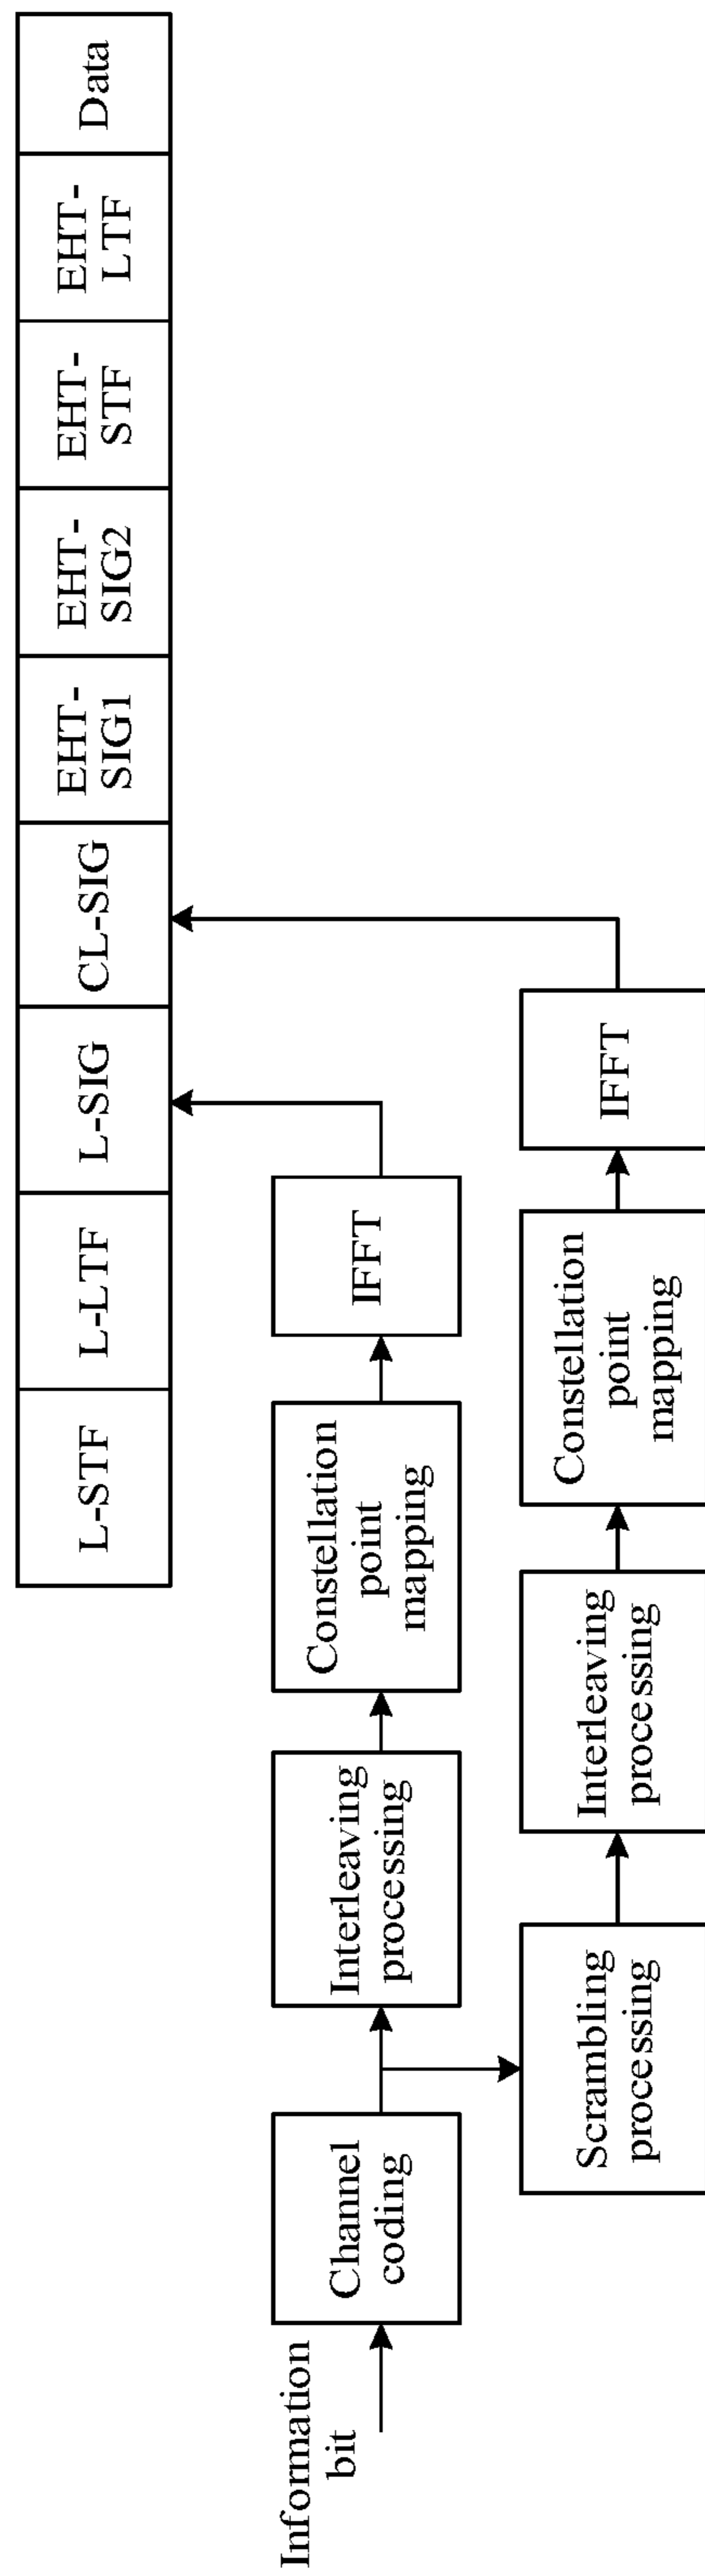 L-STF
L-LTF
L-SIG
CL-SIG
EHT-
SIG1
EHT-
SIG2
EHT-
STF
EHT-
LTF
Data
Information
bit
Channel
coding
Interleaving
processing
Constellation
point
mapping
IFFT
Scrambling
processing
Interleaving
processing
Constellation
point
mapping
IFFT